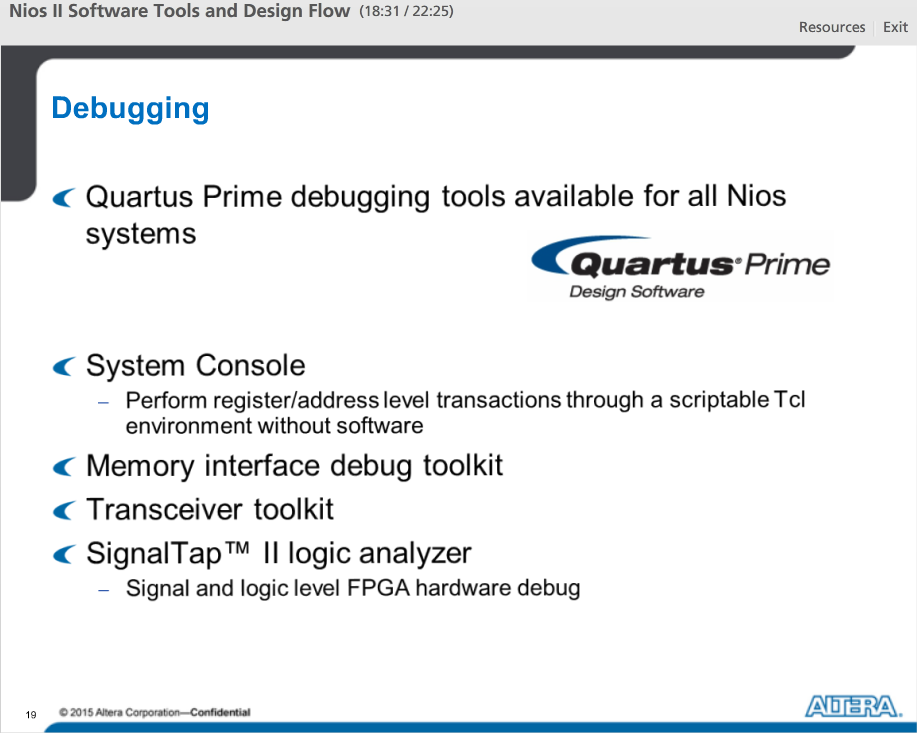 Nios II Software Tools and Design Flow (18:31 / 22:25)
Resources Exit
Debugging
Quartus Prime debugging tools available for all Nios
systems
Quartus® Prime
Design Software
System Console
– Perform register/address level transactions through a scriptable Tcl
environment without software
Memory interface debug toolkit
Transceiver toolkit
SignalTap™ II logic analyzer
– Signal and logic level FPGA hardware debug
19 © 2015 Altera Corporation—Confidential
ALTERA.